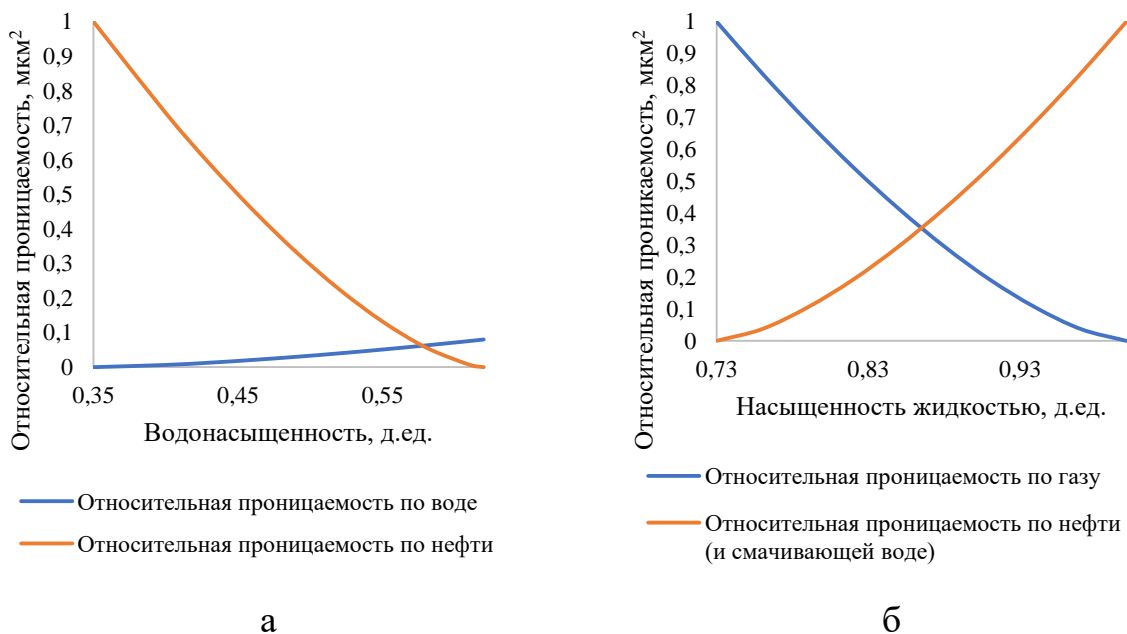 Относительная проницаемость, мкм²
1
0,9
0,8
0,7
0,6
0,5
0,4
0,3
0,2
0,1
0
0,35
0,45
0,55
Водонасыщенность, д.ед.
Относительная проницаемость по воде
Относительная проницаемость по нефти
а
Относительная проникаемость, мкм²
1
0,9
0,8
0,7
0,6
0,5
0,4
0,3
0,2
0,1
0
0,73
0,83
0,93
Насыщенность жидкостью, д.ед.
Относительная проницаемость по газу
Относительная проницаемость по нефти
(и смачивающей воде)
б